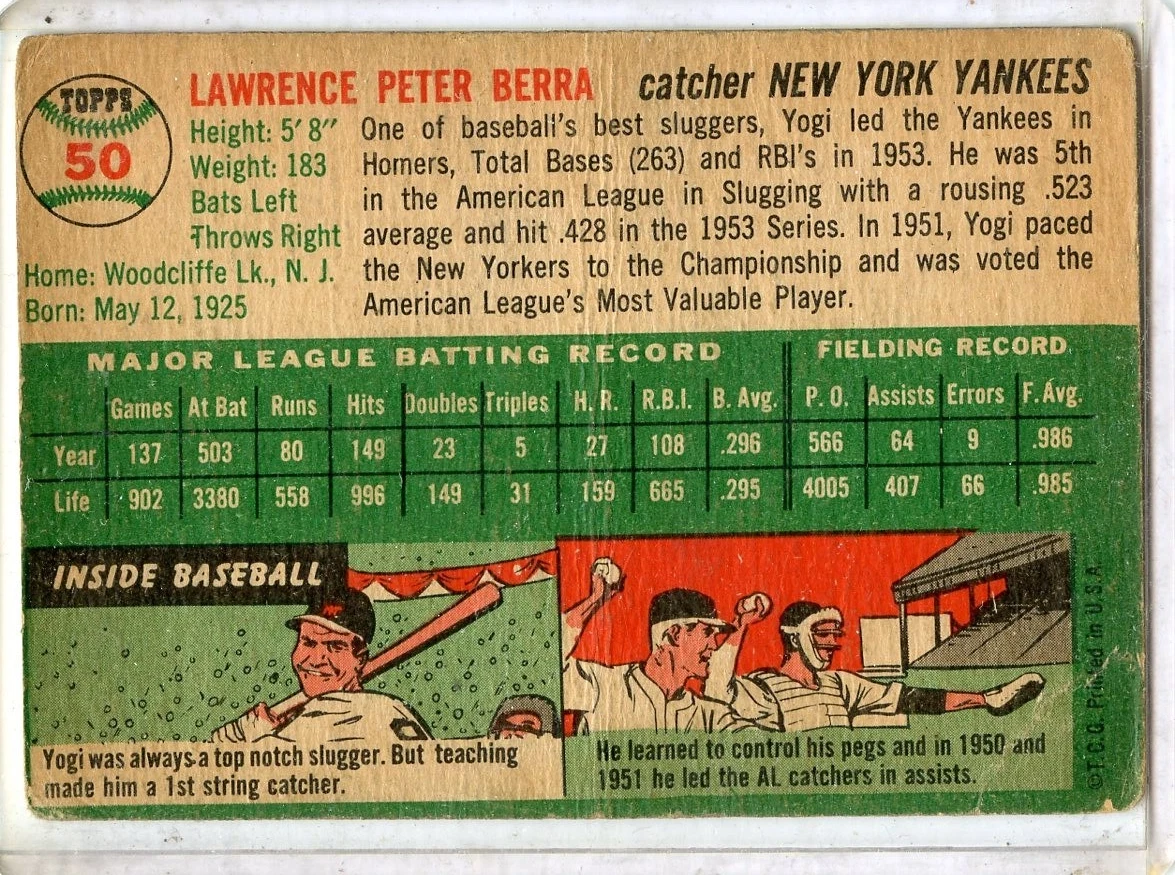 TOPPS
50
LAWRENCE PETER BERRA catcher NEW YORK YANKEES
Height: 5' 8"
Weight: 183
Bats Left
Throws Right
Home: Woodcliffe Lk., N. J.
Born: May 12, 1925
One of baseball's best sluggers, Yogi led the Yankees in
Homers, Total Bases (263) and RBI's in 1953. He was 5th
in the American League in Slugging with a rousing .523
average and hit .428 in the 1953 Series. In 1951, Yogi paced
the New Yorkers to the Championship and was voted the
American League's Most Valuable Player.
MAJOR LEAGUE BATTING RECORD FIELDING RECORD
Games At Bat Runs Hits Doubles Triples H. R. R.B.I. B. Avg. P. O. Assists Errors F. Avg.
Year 137 503 80 149 23 5 27 108 .296 566 64 9 .986
Life 902 3380 558 996 149 31 159 665 .295 4005 407 66 .985
INSIDE BASEBALL
Yogi was always a top notch slugger. But teaching
made him a 1st string catcher.
He learned to control his pegs and in 1950 and
1951 he led the AL catchers in assists.
©T.C.G. Printed in U.S.A.